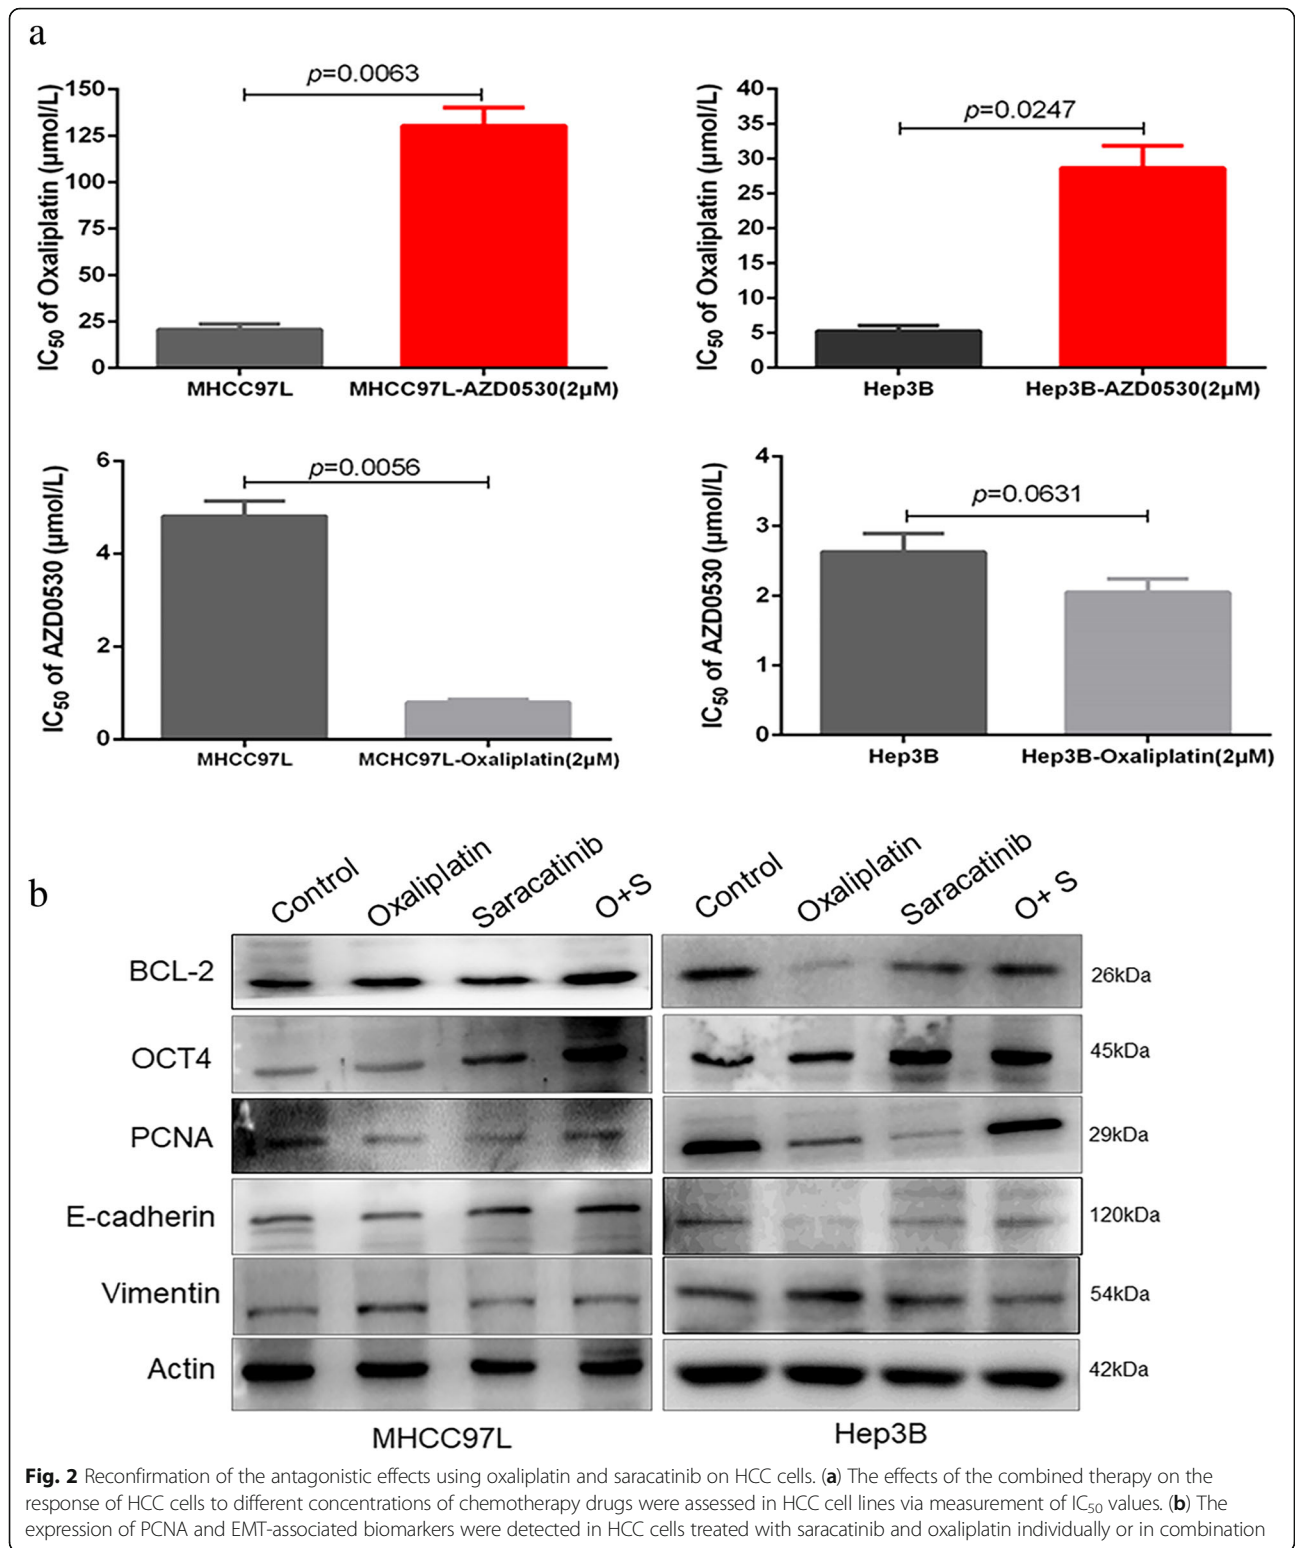 a
p=0.0063
IC50 of Oxaliplatin (μmol/L)
150
125
100
75
50
25
0
MHCC97L
MHCC97L-AZD0530(2μM)
p=0.0247
IC50 of Oxaliplatin (μmol/L)
40
35
30
25
20
15
10
5
0
Hep3B
Hep3B-AZD0530(2μM)
p=0.0056
IC50 of AZD0530 (μmol/L)
6
4
2
0
MHCC97L
MCHC97L-Oxaliplatin(2μM)
p=0.0631
IC50 of AZD0530 (μmol/L)
4
3
2
1
0
Hep3B
Hep3B-Oxaliplatin(2μM)
b
Control Oxaliplatin Saracatinib O+S Control Oxaliplatin Saracatinib O+S
BCL-2 26kDa
OCT4 45kDa
PCNA 29kDa
E-cadherin 120kDa
Vimentin 54kDa
Actin 42kDa
MHCC97L Hep3B
Fig. 2 Reconfirmation of the antagonistic effects using oxaliplatin and saracatinib on HCC cells. (a) The effects of the combined therapy on the
response of HCC cells to different concentrations of chemotherapy drugs were assessed in HCC cell lines via measurement of IC50 values. (b) The
expression of PCNA and EMT-associated biomarkers were detected in HCC cells treated with saracatinib and oxaliplatin individually or in combination